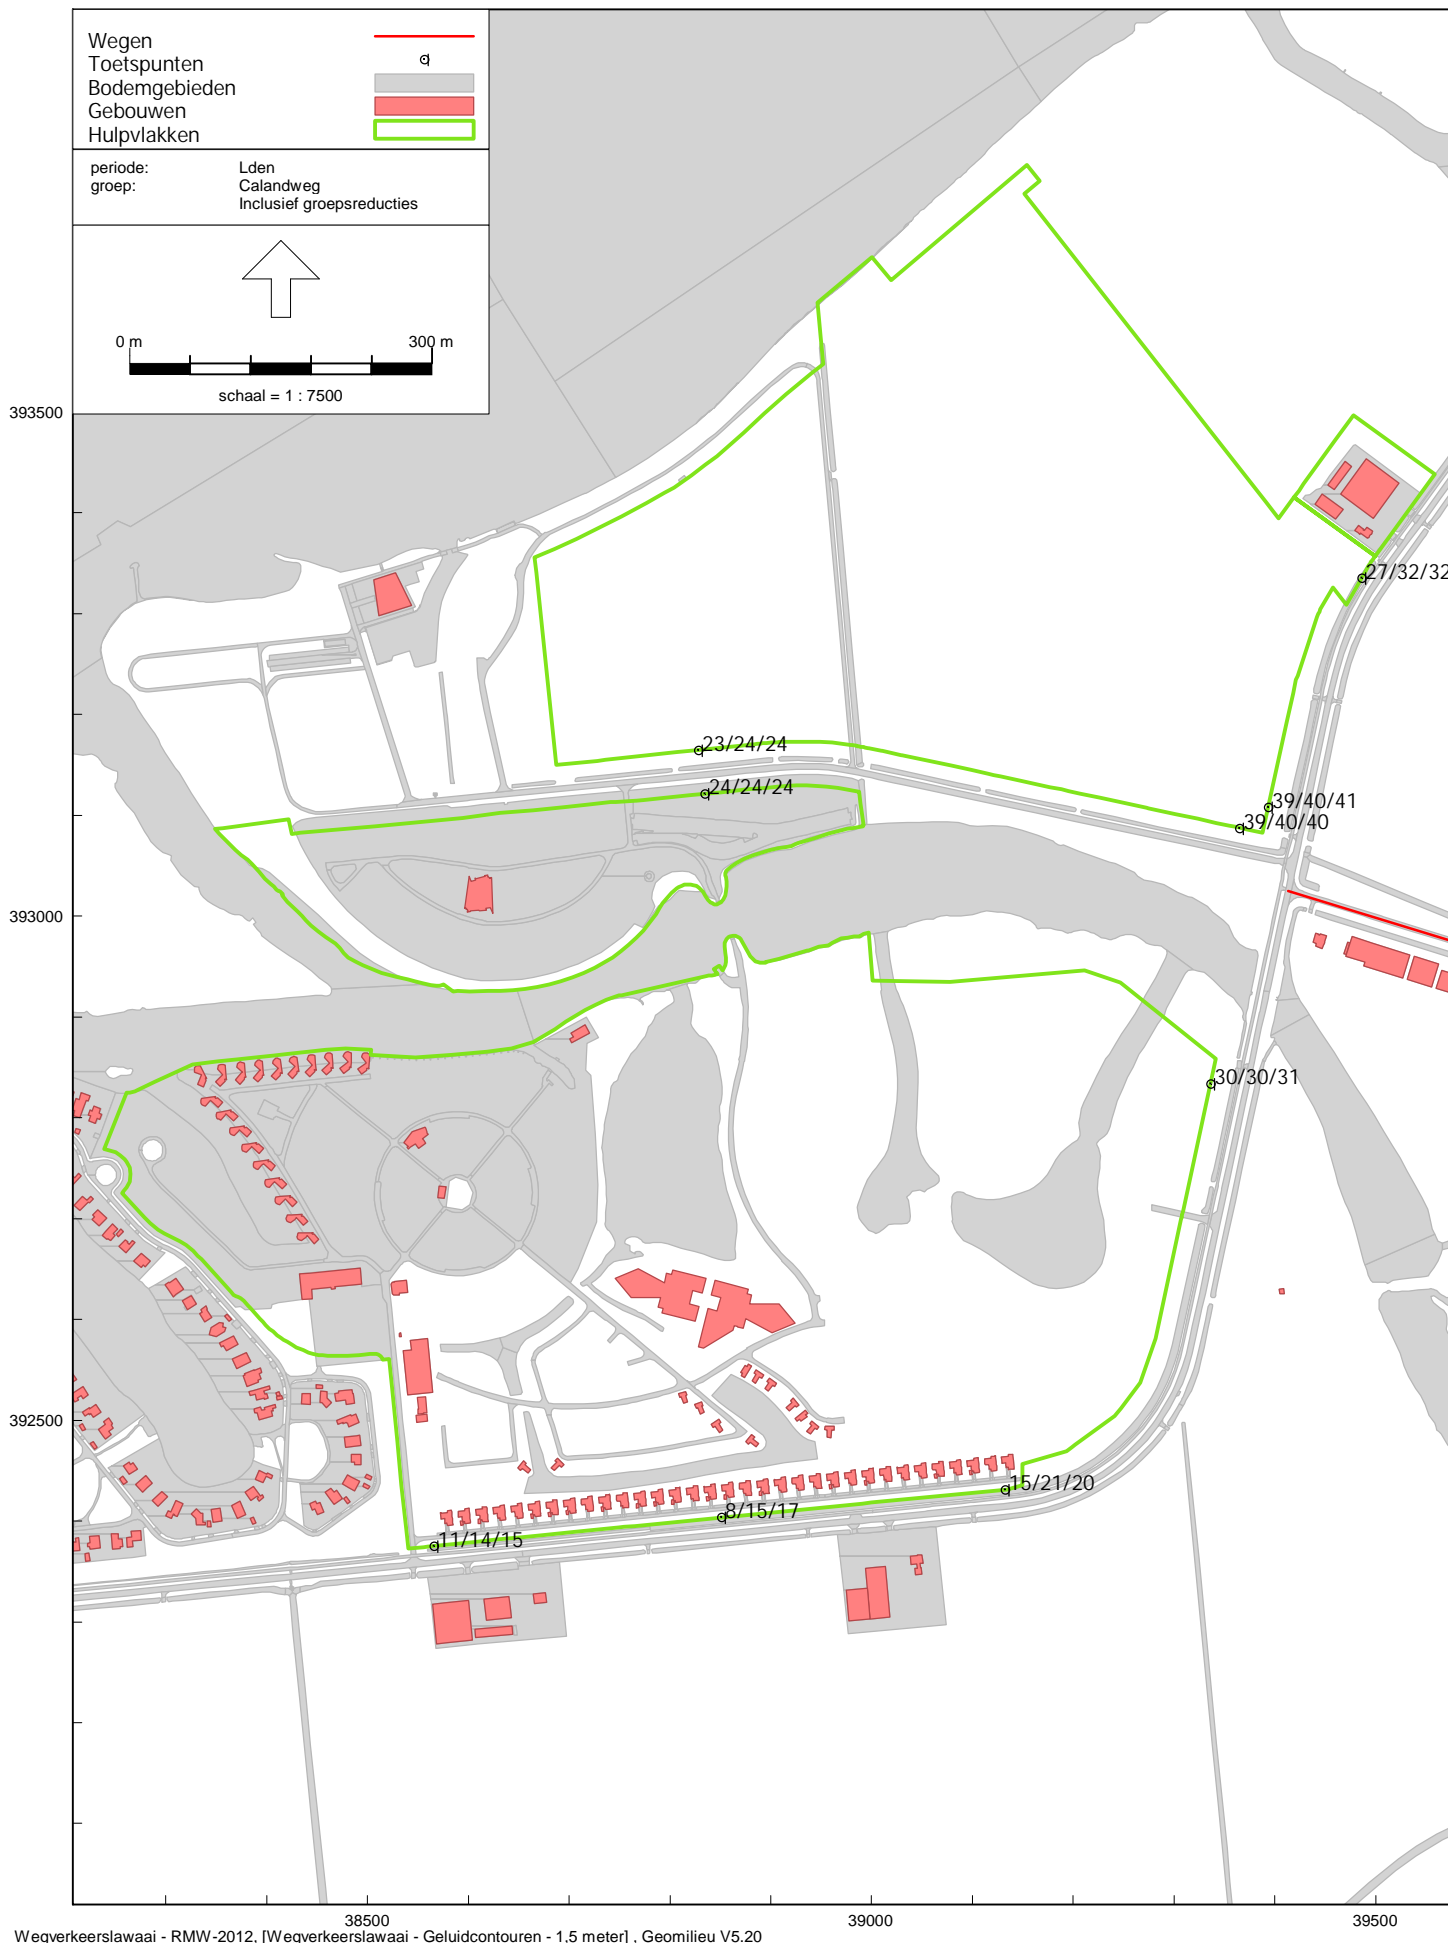 Wegen
Toetspunten
Bodemgebieden
Gebouwen
Hulpvlakken
periode: Lden
groep: Calandweg
Inclusief groepsreducties
0 m 300 m
schaal = 1 : 7500
393500
27/32/32
23/24/24
24/24/24
39/40/41
39/40/40
393000
30/30/31
392500
15/21/20
8/15/17
11/14/15
38500 39000 39500
Wegverkeerslawaai - RMW-2012, [Wegverkeerslawaai - Geluidcontouren - 1,5 meter] , Geomilieu V5.20